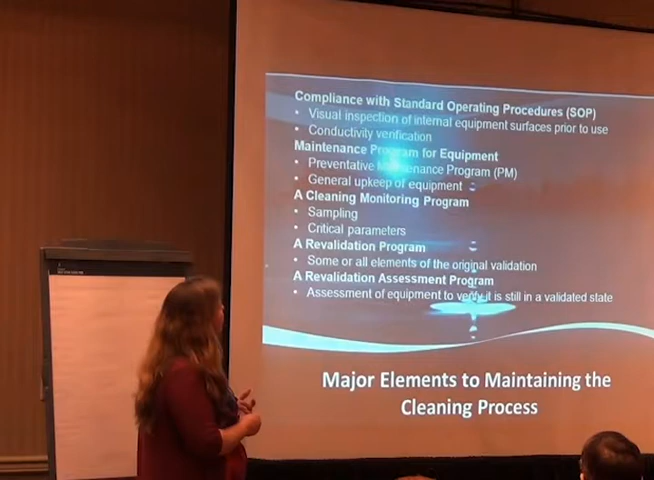 Compliance with Standard Operating Procedures (SOP)
• Visual inspection of internal equipment surfaces prior to use
• Conductivity verification
Maintenance Program for Equipment
• Preventative Maintenance Program (PM)
• General upkeep of equipment
A Cleaning Monitoring Program
• Sampling
• Critical parameters
A Revalidation Program
• Some or all elements of the original validation
A Revalidation Assessment Program
• Assessment of equipment to verify it is still in a validated state
Major Elements to Maintaining the
Cleaning Process